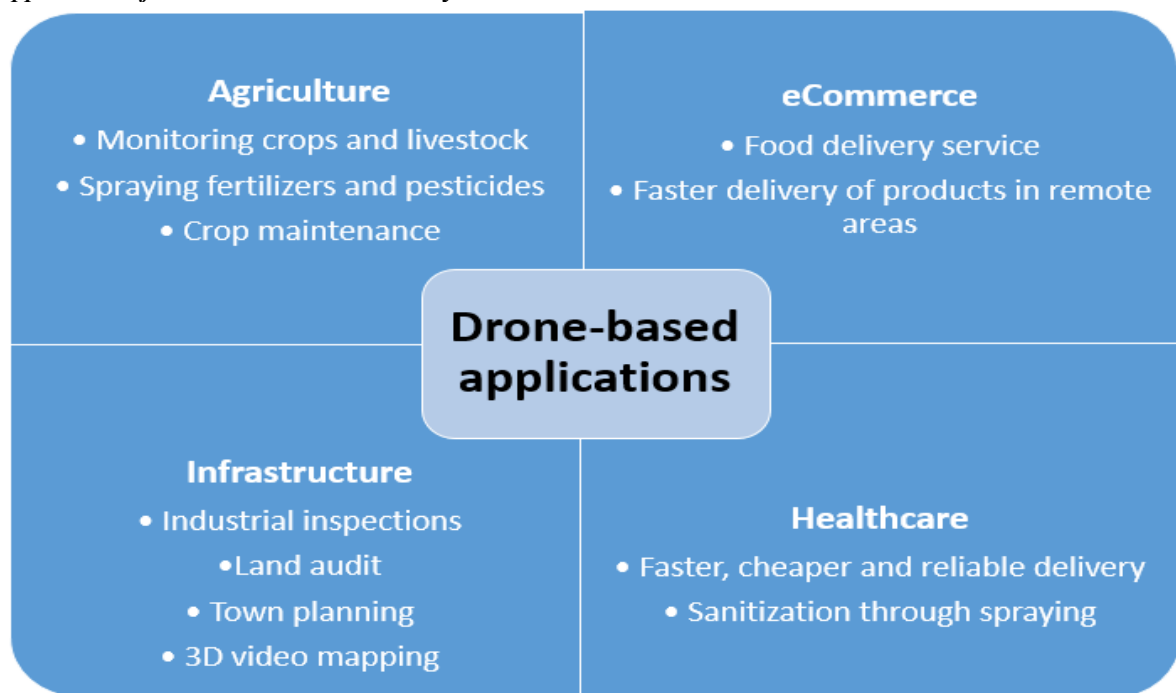 Agriculture
• Monitoring crops and livestock
• Spraying fertilizers and pesticides
• Crop maintenance
eCommerce
• Food delivery service
• Faster delivery of products in remote
areas
Drone-based
applications
Infrastructure
• Industrial inspections
•Land audit
• Town planning
• 3D video mapping
Healthcare
• Faster, cheaper and reliable delivery
• Sanitization through spraying